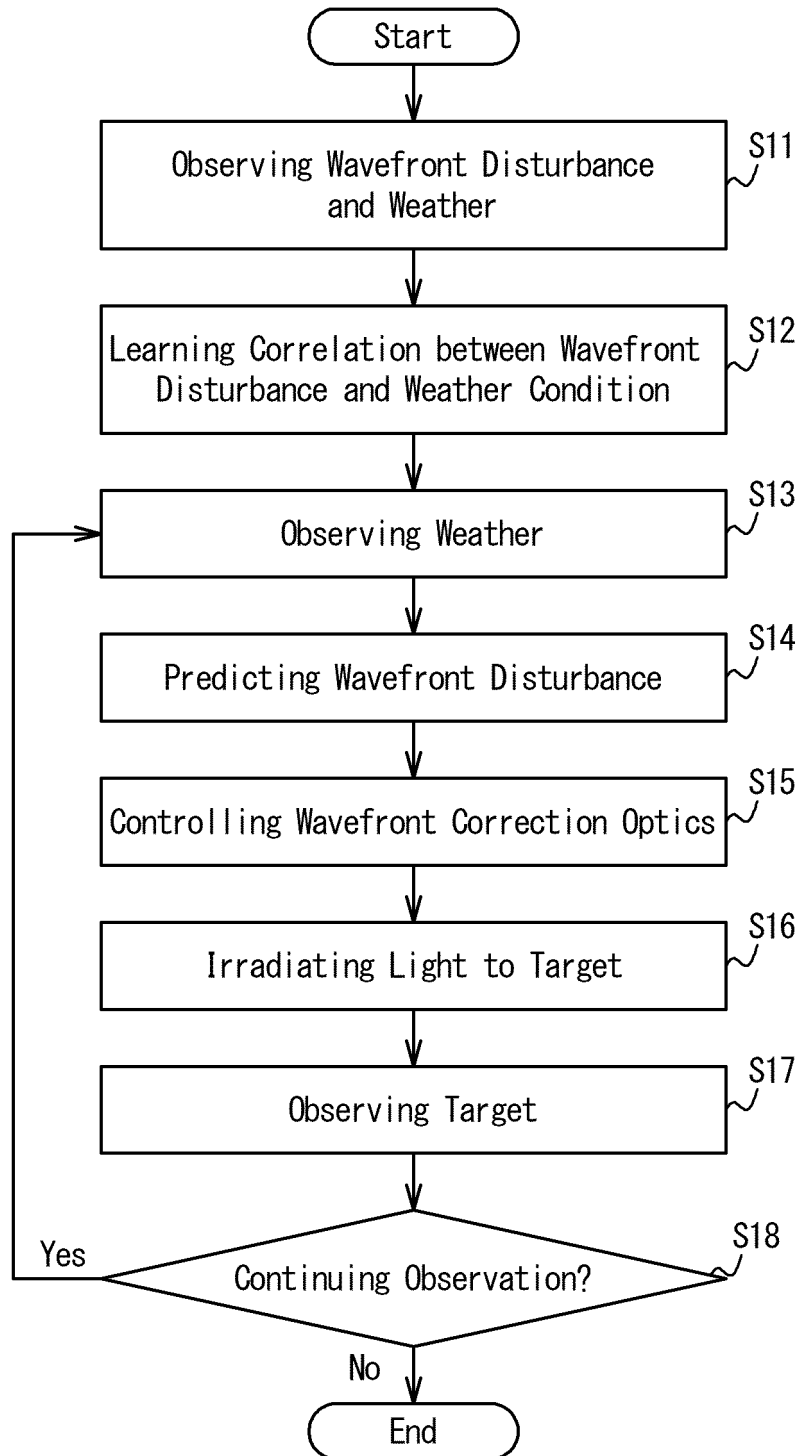 Start
S11
Observing Wavefront Disturbance
and Weather
S12
Learning Correlation between Wavefront
Disturbance and Weather Condition
S13
Observing Weather
S14
Predicting Wavefront Disturbance
S15
Controlling Wavefront Correction Optics
S16
Irradiating Light to Target
S17
Observing Target
S18
Yes
Continuing Observation?
No
End